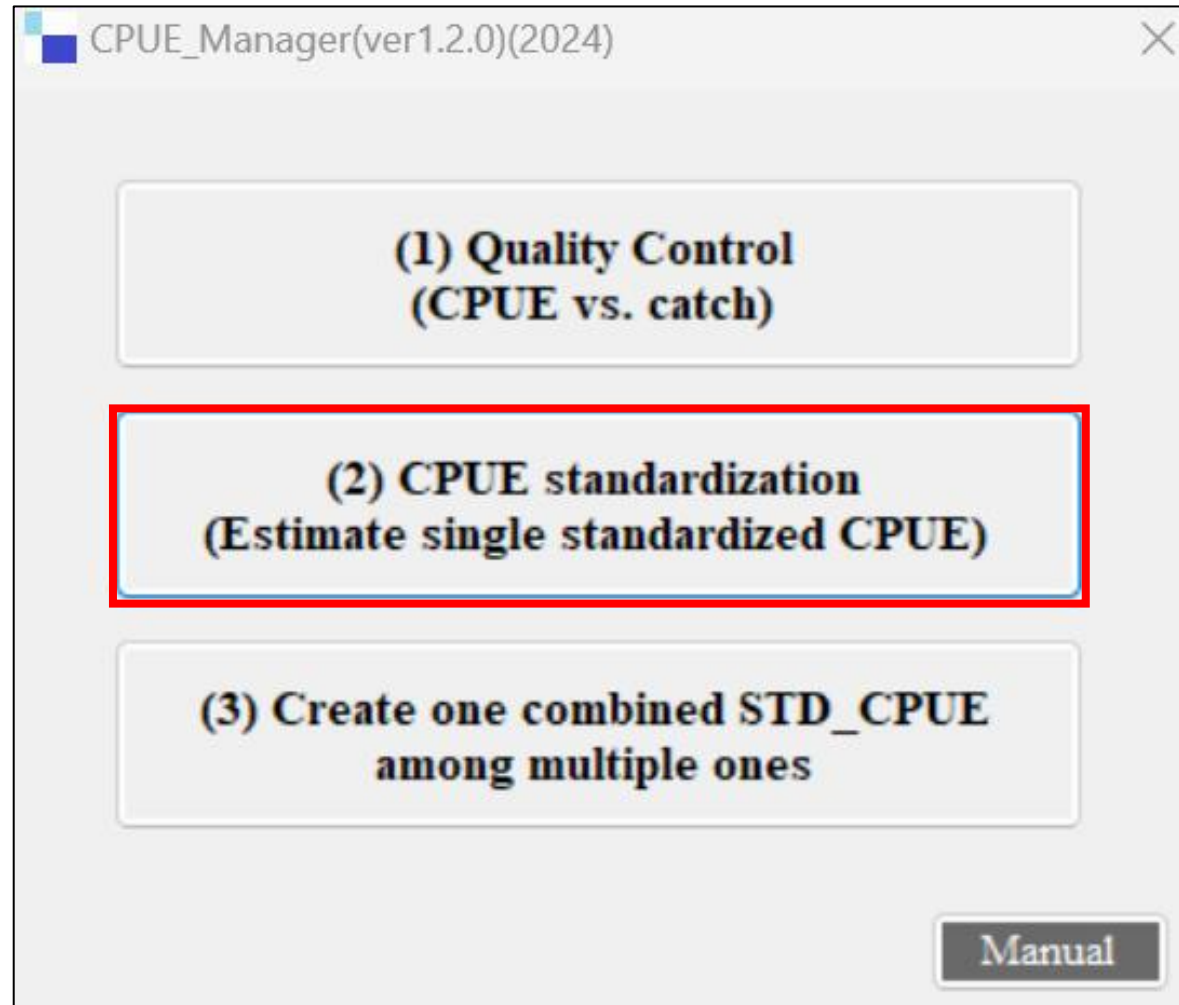 CPUE_Manager(ver1.2.0)(2024)
(1) Quality Control
(CPUE vs. catch)
(2) CPUE standardization
(Estimate single standardized CPUE)
(3) Create one combined STD_CPUE
among multiple ones
Manual